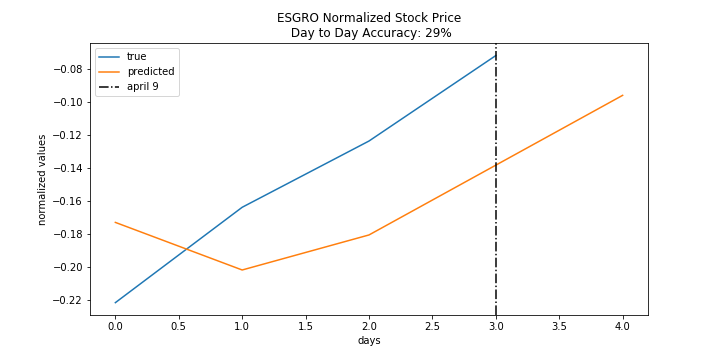 ESGRO Normalized Stock Price
Day to Day Accuracy: 29%
true
predicted
april 9
normalized values
−0.08
−0.10
−0.12
−0.14
−0.16
−0.18
−0.20
−0.22
0.0 0.5 1.0 1.5 2.0 2.5 3.0 3.5 4.0
days